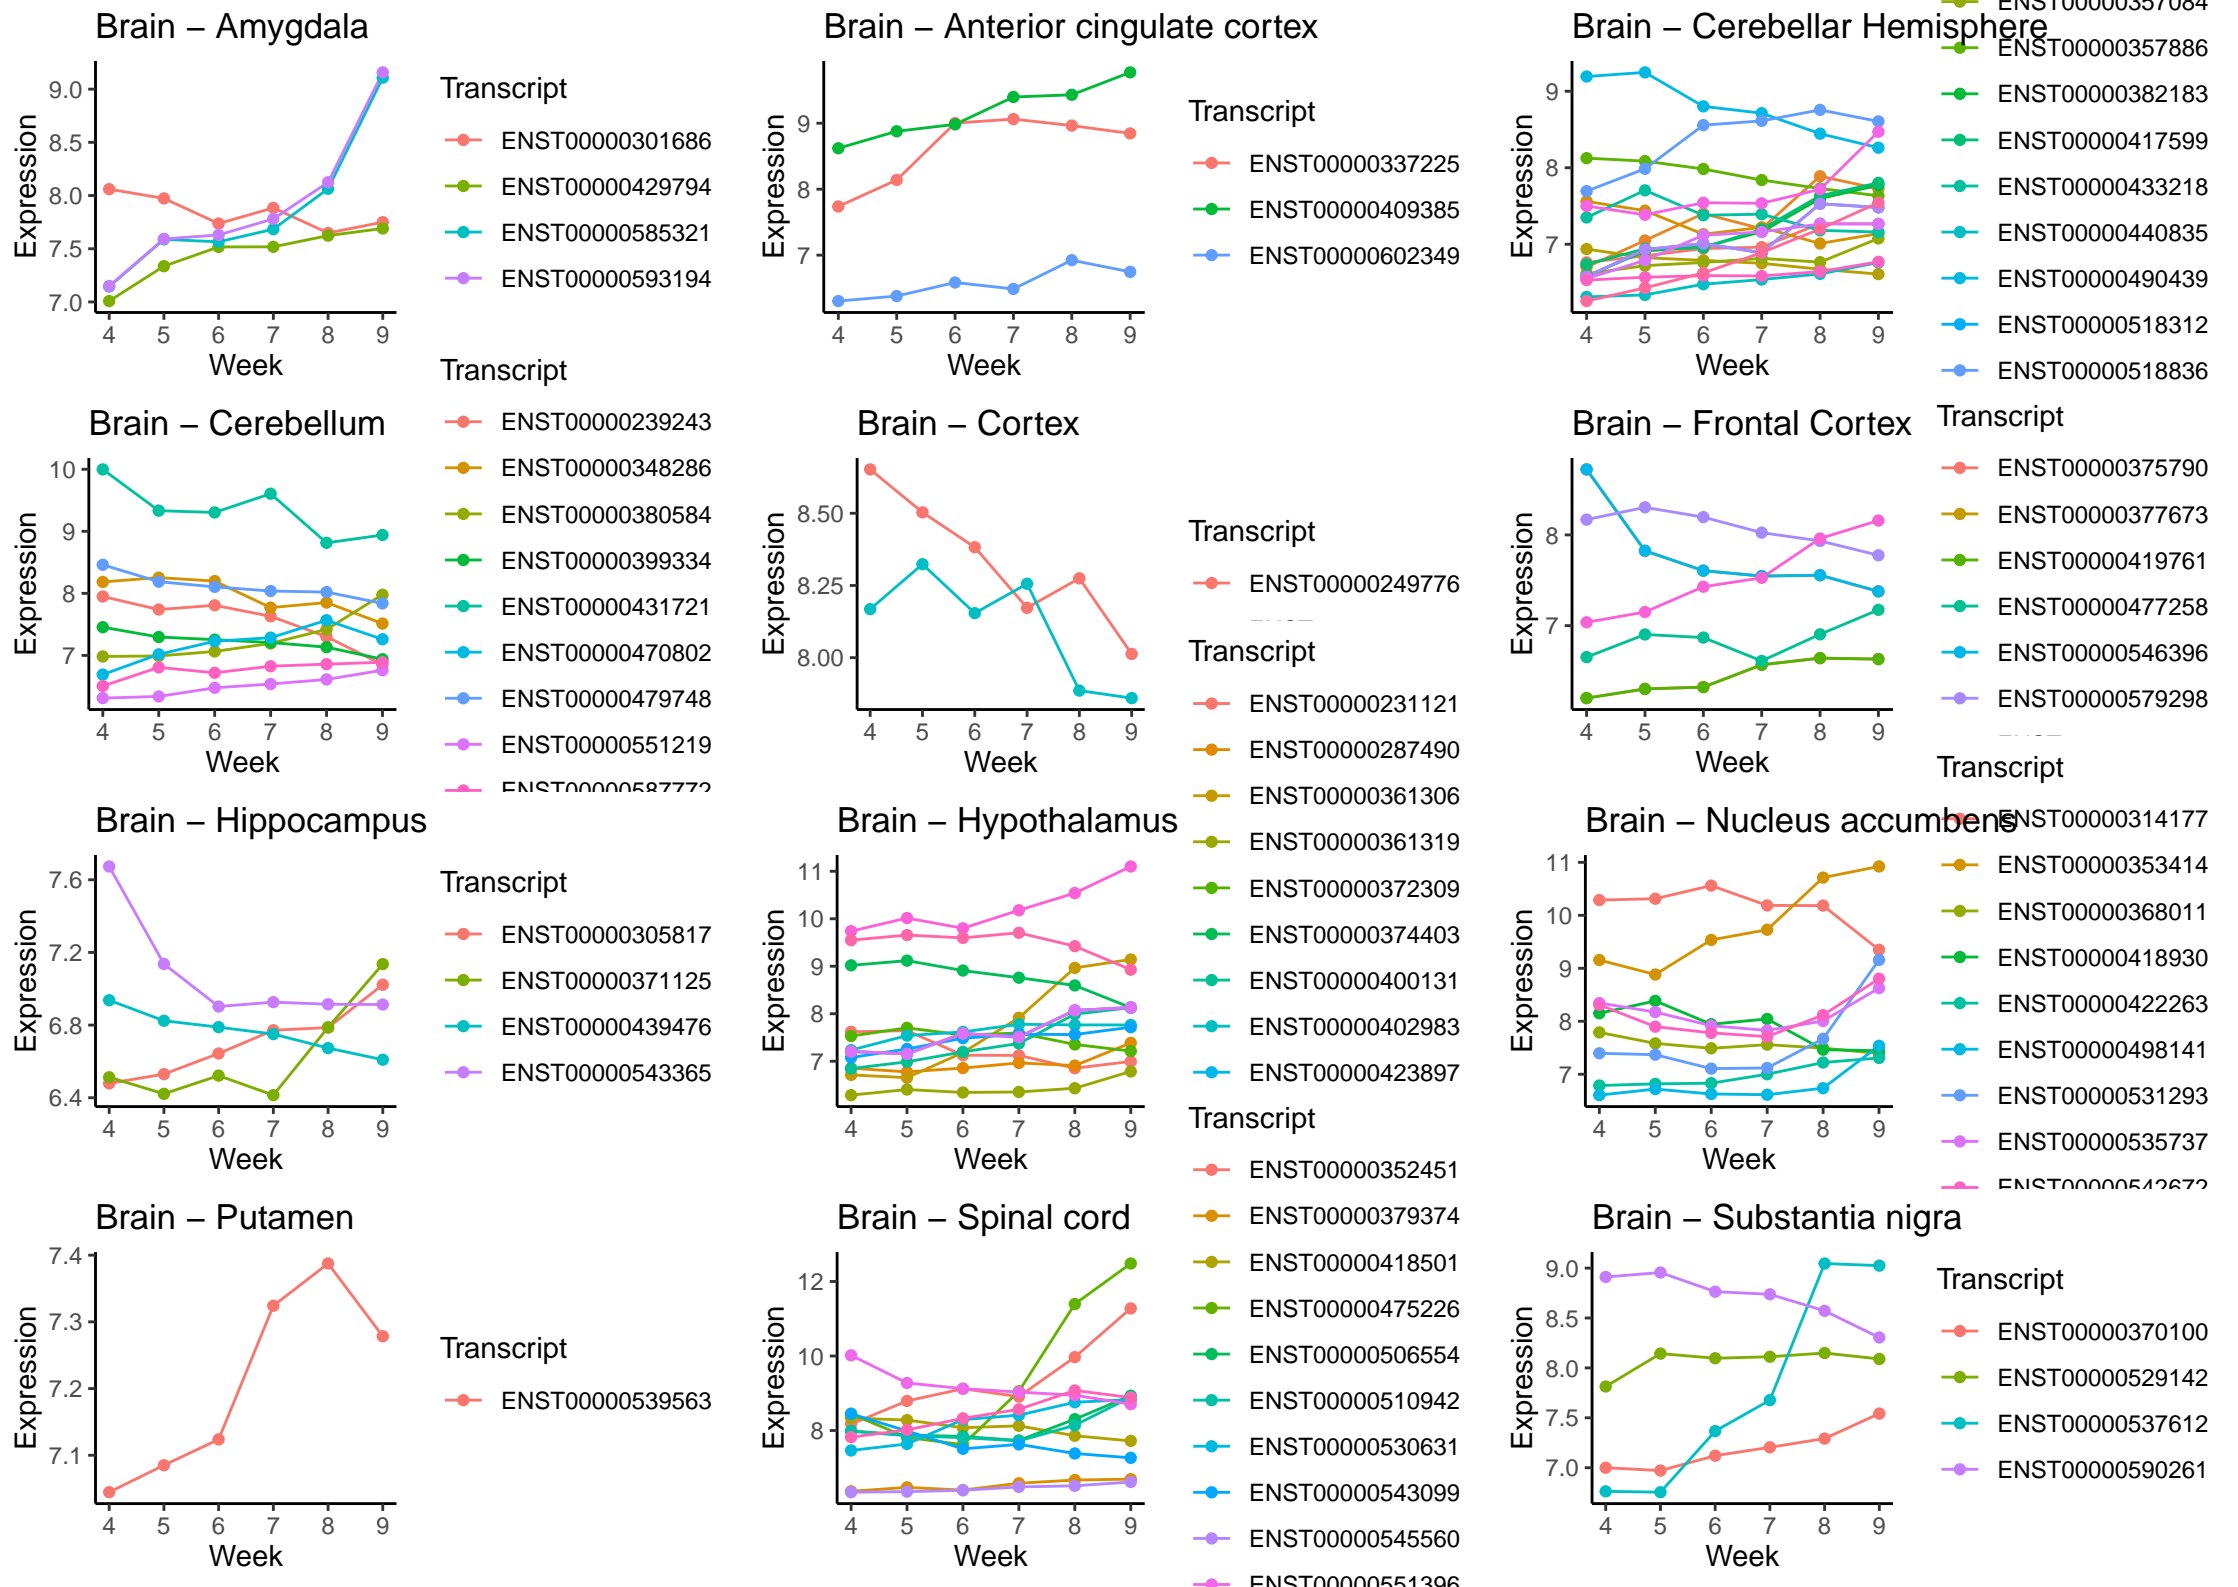 Brain – Amygdala
9.0
8.5
8.0
7.5
7.0
Expression
4 5 6 7 8 9
Week
Transcript
ENST00000301686
ENST00000429794
ENST00000585321
ENST00000593194
Brain – Anterior cingulate cortex
9
8
7
Expression
4 5 6 7 8 9
Week
Transcript
ENST00000337225
ENST00000409385
ENST00000602349
Brain – Cerebellar Hemisphere
9
8
7
Expression
4 5 6 7 8 9
Week
ENST00000357084
ENST00000357886
ENST00000382183
ENST00000417599
ENST00000433218
ENST00000440835
ENST00000490439
ENST00000518312
ENST00000518836
Brain – Cerebellum
10
9
8
7
Expression
4 5 6 7 8 9
Week
Transcript
ENST00000239243
ENST00000348286
ENST00000380584
ENST00000399334
ENST00000431721
ENST00000470802
ENST00000479748
ENST00000551219
ENST00000587772
Brain – Cortex
8.50
8.25
8.00
Expression
4 5 6 7 8 9
Week
Transcript
ENST00000249776
Brain – Frontal Cortex
8
7
Expression
4 5 6 7 8 9
Week
Transcript
ENST00000375790
ENST00000377673
ENST00000419761
ENST00000477258
ENST00000546396
ENST00000579298
Brain – Hippocampus
7.6
7.2
6.8
6.4
Expression
4 5 6 7 8 9
Week
Transcript
ENST00000305817
ENST00000371125
ENST00000439476
ENST00000543365
Brain – Hypothalamus
11
10
9
8
7
Expression
4 5 6 7 8 9
Week
Transcript
ENST00000231121
ENST00000287490
ENST00000361306
ENST00000361319
ENST00000372309
ENST00000374403
ENST00000400131
ENST00000402983
ENST00000423897
Brain – Nucleus accumbens
11
10
9
8
7
Expression
4 5 6 7 8 9
Week
Transcript
ENST00000314177
ENST00000353414
ENST00000368011
ENST00000418930
ENST00000422263
ENST00000498141
ENST00000531293
ENST00000535737
ENST00000542672
Brain – Putamen
7.4
7.3
7.2
7.1
Expression
4 5 6 7 8 9
Week
Transcript
ENST00000539563
Brain – Spinal cord
12
10
8
Expression
4 5 6 7 8 9
Week
Transcript
ENST00000352451
ENST00000379374
ENST00000418501
ENST00000475226
ENST00000506554
ENST00000510942
ENST00000530631
ENST00000543099
ENST00000545560
ENST00000551396
Brain – Substantia nigra
9.0
8.5
8.0
7.5
7.0
Expression
4 5 6 7 8 9
Week
Transcript
ENST00000370100
ENST00000529142
ENST00000537612
ENST00000590261